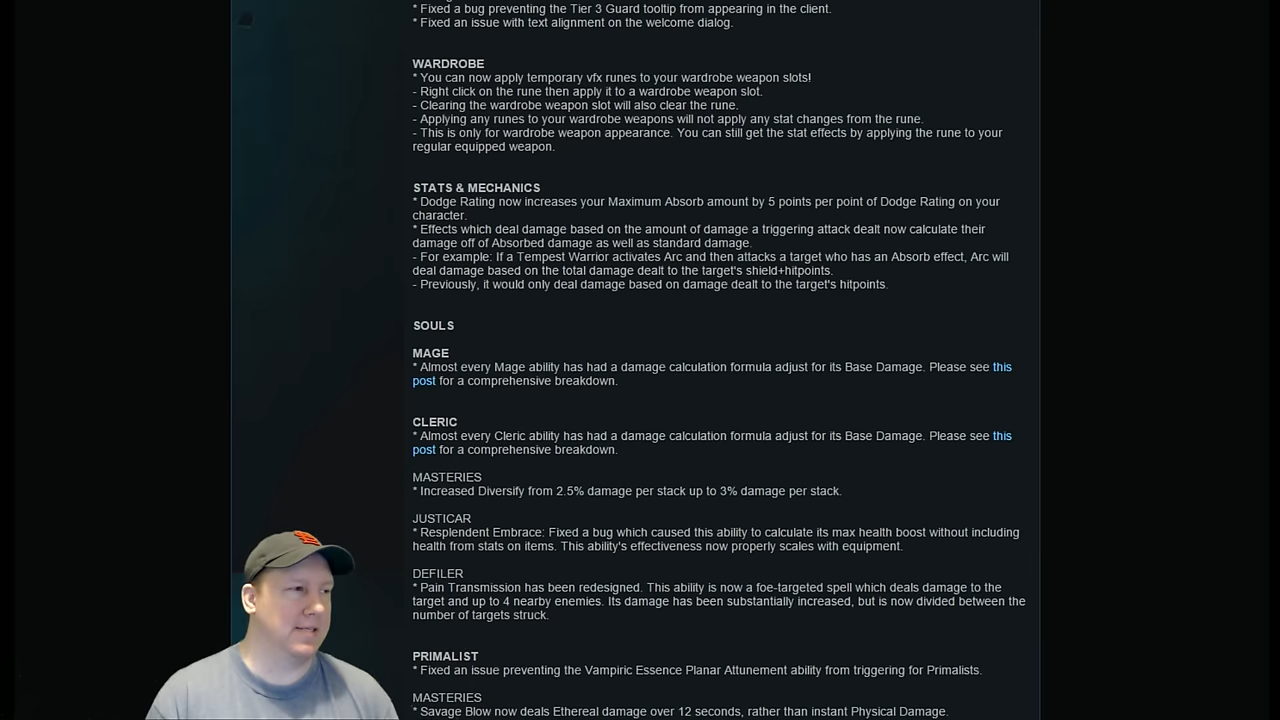 * Fixed a bug preventing the Tier 3 Guard tooltip from appearing in the client.
* Fixed an issue with text alignment on the welcome dialog.
WARDROBE
* You can now apply temporary vfx runes to your wardrobe weapon slots!
- Right click on the rune then apply it to a wardrobe weapon slot.
- Clearing the wardrobe weapon slot will also clear the rune.
- Applying any runes to your wardrobe weapons will not apply any stat changes from the rune.
- This is only for wardrobe weapon appearance. You can still get the stat effects by applying the rune to your
regular equipped weapon.
STATS & MECHANICS
* Dodge Rating now increases your Maximum Absorb amount by 5 points per point of Dodge Rating on your
character.
* Effects which deal damage based on the amount of damage a triggering attack dealt now calculate their
damage off of Absorbed damage as well as standard damage.
- For example: If a Tempest Warrior activates Arc and then attacks a target who has an Absorb effect, Arc will
deal damage based on the total damage dealt to the target's shield+hitpoints.
- Previously, it would only deal damage based on damage dealt to the target's hitpoints.
SOULS
MAGE
* Almost every Mage ability has had a damage calculation formula adjust for its Base Damage. Please see this
post for a comprehensive breakdown.
CLERIC
* Almost every Cleric ability has had a damage calculation formula adjust for its Base Damage. Please see this
post for a comprehensive breakdown.
MASTERIES
* Increased Diversify from 2.5% damage per stack up to 3% damage per stack.
JUSTICAR
* Resplendent Embrace: Fixed a bug which caused this ability to calculate its max health boost without including
health from stats on items. This ability's effectiveness now properly scales with equipment.
DEFILER
* Pain Transmission has been redesigned. This ability is now a foe-targeted spell which deals damage to the
target and up to 4 nearby enemies. Its damage has been substantially increased, but is now divided between the
number of targets struck.
PRIMALIST
* Fixed an issue preventing the Vampiric Essence Planar Attunement ability from triggering for Primalists.
MASTERIES
* Savage Blow now deals Ethereal damage over 12 seconds, rather than instant Physical Damage.